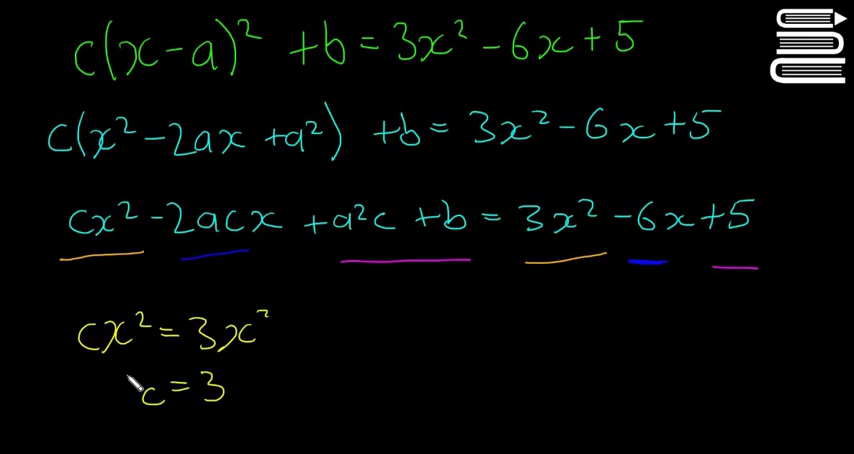 c(x-a)² +b = 3x² - 6x + 5
c(x² - 2ax + a²) +b = 3x² - 6x + 5
cx² - 2acx + a²c + b = 3x² - 6x + 5
cx² = 3x²
c = 3